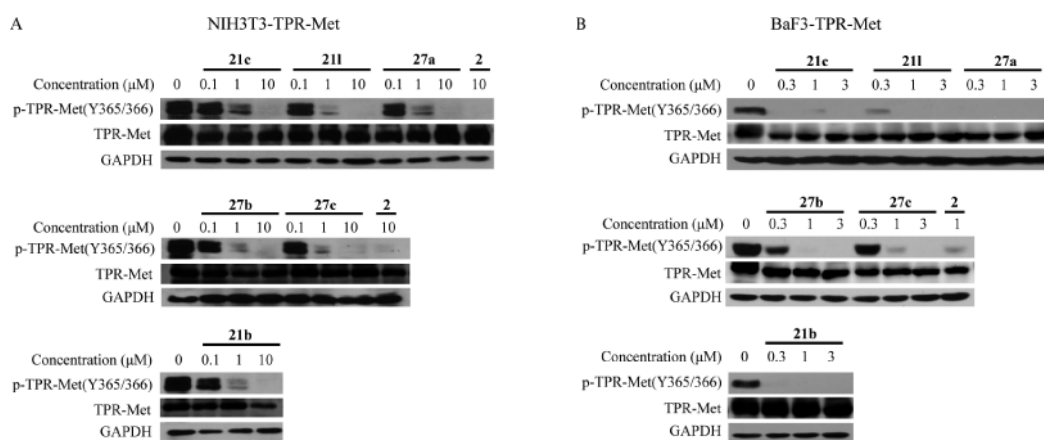 A
NIH3T3-TPR-Met
21c 21l 27a 2
Concentration (μM) 0 0.1 1 10 0.1 1 10 0.1 1 10 10
p-TPR-Met(Y365/366)
TPR-Met
GAPDH
27b 27c 2
Concentration (μM) 0 0.1 1 10 0.1 1 10 10
p-TPR-Met(Y365/366)
TPR-Met
GAPDH
21b
Concentration (μM) 0 0.1 1 10
p-TPR-Met(Y365/366)
TPR-Met
GAPDH
B
BaF3-TPR-Met
21c 21l 27a
Concentration (μM) 0 0.3 1 3 0.3 1 3 0.3 1 3
p-TPR-Met(Y365/366)
TPR-Met
GAPDH
27b 27c 2
Concentration (μM) 0 0.3 1 3 0.3 1 3 1
p-TPR-Met(Y365/366)
TPR-Met
GAPDH
21b
Concentration (μM) 0 0.3 1 3
p-TPR-Met(Y365/366)
TPR-Met
GAPDH